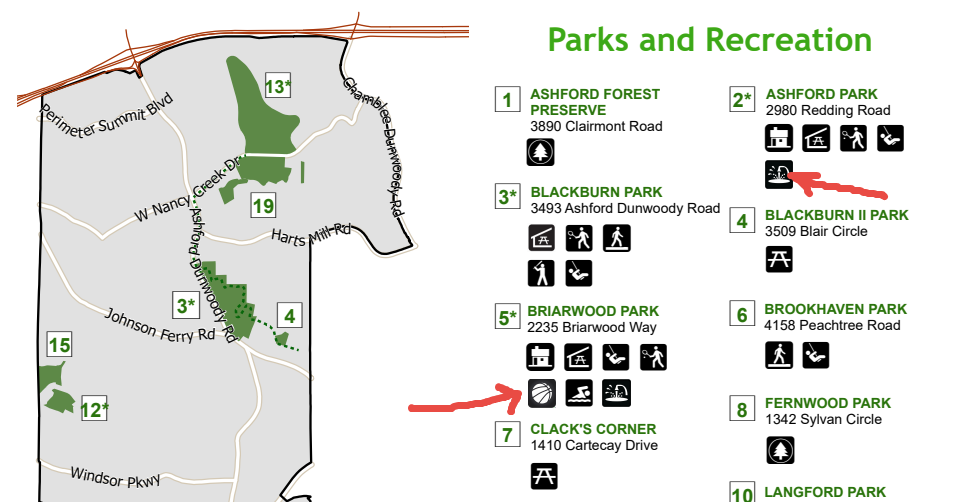 Parks and Recreation
Perimeter Summit Blvd
13*
Chamblee-Dunwoody-Rd
W Nancy Creek Dr
19
Ashford Dunwoody Rd
Harts Mill Rd
3*
4
Johnson Ferry Rd
15
12*
Windsor Pkwy
1 ASHFORD FOREST
PRESERVE
3890 Clairmont Road
2* ASHFORD PARK
2980 Redding Road
3* BLACKBURN PARK
3493 Ashford Dunwoody Road
4 BLACKBURN II PARK
3509 Blair Circle
5* BRIARWOOD PARK
2235 Briarwood Way
6 BROOKHAVEN PARK
4158 Peachtree Road
7 CLACK'S CORNER
1410 Cartecay Drive
8 FERNWOOD PARK
1342 Sylvan Circle
10 LANGFORD PARK